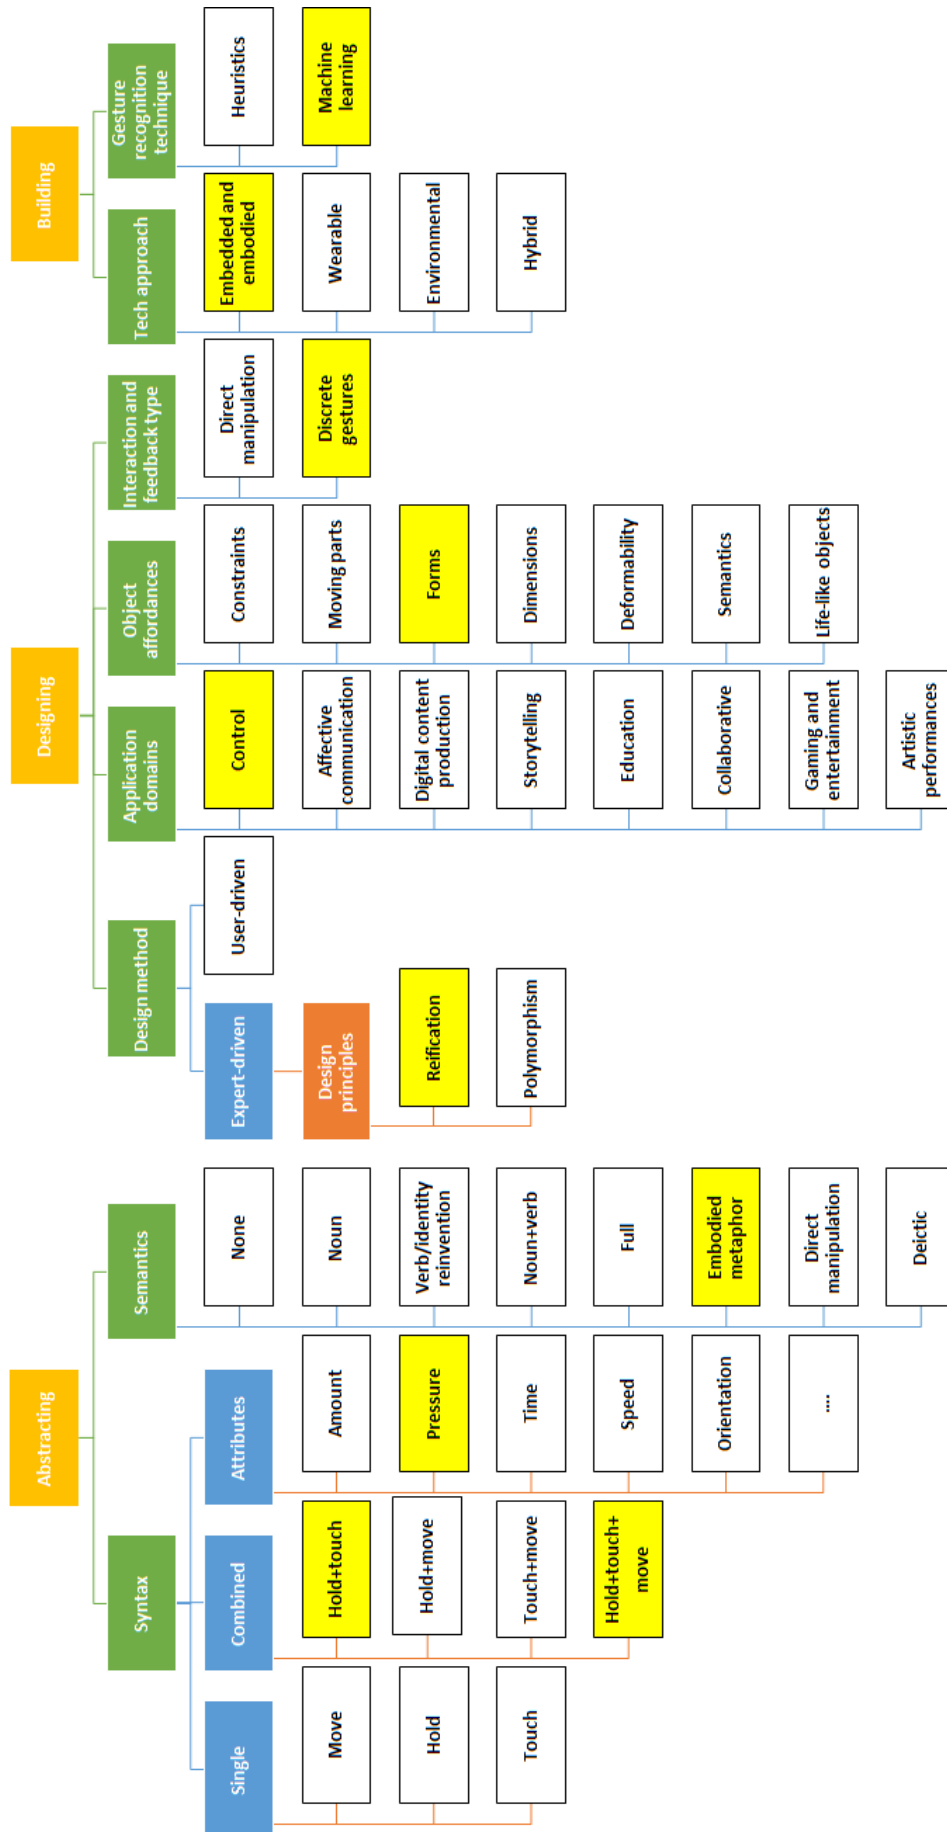 Abstracting
Syntax
Single
Move
Hold
Touch
Combined
Hold+touch
Hold+move
Touch+move
Hold+touch+
move
Attributes
Amount
Pressure
Time
Speed
Orientation
....
Semantics
None
Noun
Verb/identity
reinvention
Noun+verb
Full
Embodied
metaphor
Direct
manipulation
Deictic
Designing
Design method
Expert-driven
Design
principles
Reification
Polymorphism
User-driven
Application
domains
Control
Affective
communication
Digital content
production
Storytelling
Education
Collaborative
Gaming and
entertainment
Artistic
performances
Object
affordances
Constraints
Moving parts
Forms
Dimensions
Deformability
Semantics
Life-like objects
Interaction and
feedback type
Direct
manipulation
Discrete
gestures
Building
Tech approach
Embedded and
embodied
Wearable
Environmental
Hybrid
Gesture
recognition
technique
Heuristics
Machine
learning